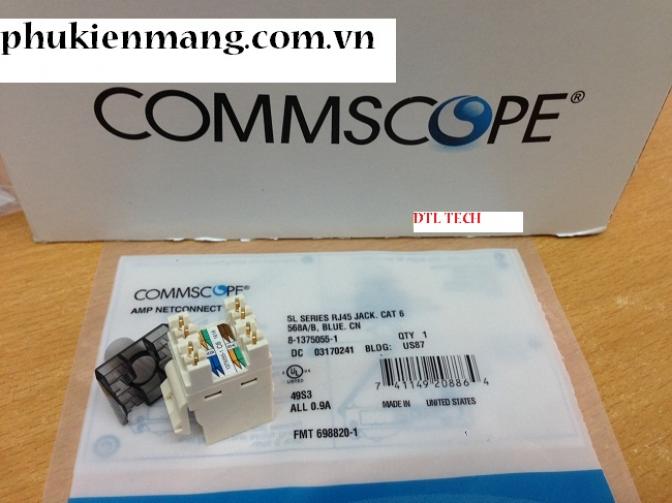 phukienmang.com.vn
COMMSCOPE®
DTL TECH
COMMSCOPE®
AMP NETCONNECT
SL SERIES RJ45 JACK. CAT 6
568A/B, BLUE. CN
8-1375055-1 QTY 1
DC 03170241 BLDG: US87
49S3
ALL 0.9A
7 41149 20886 4
MADE IN UNITED STATES
FMT 698820-1